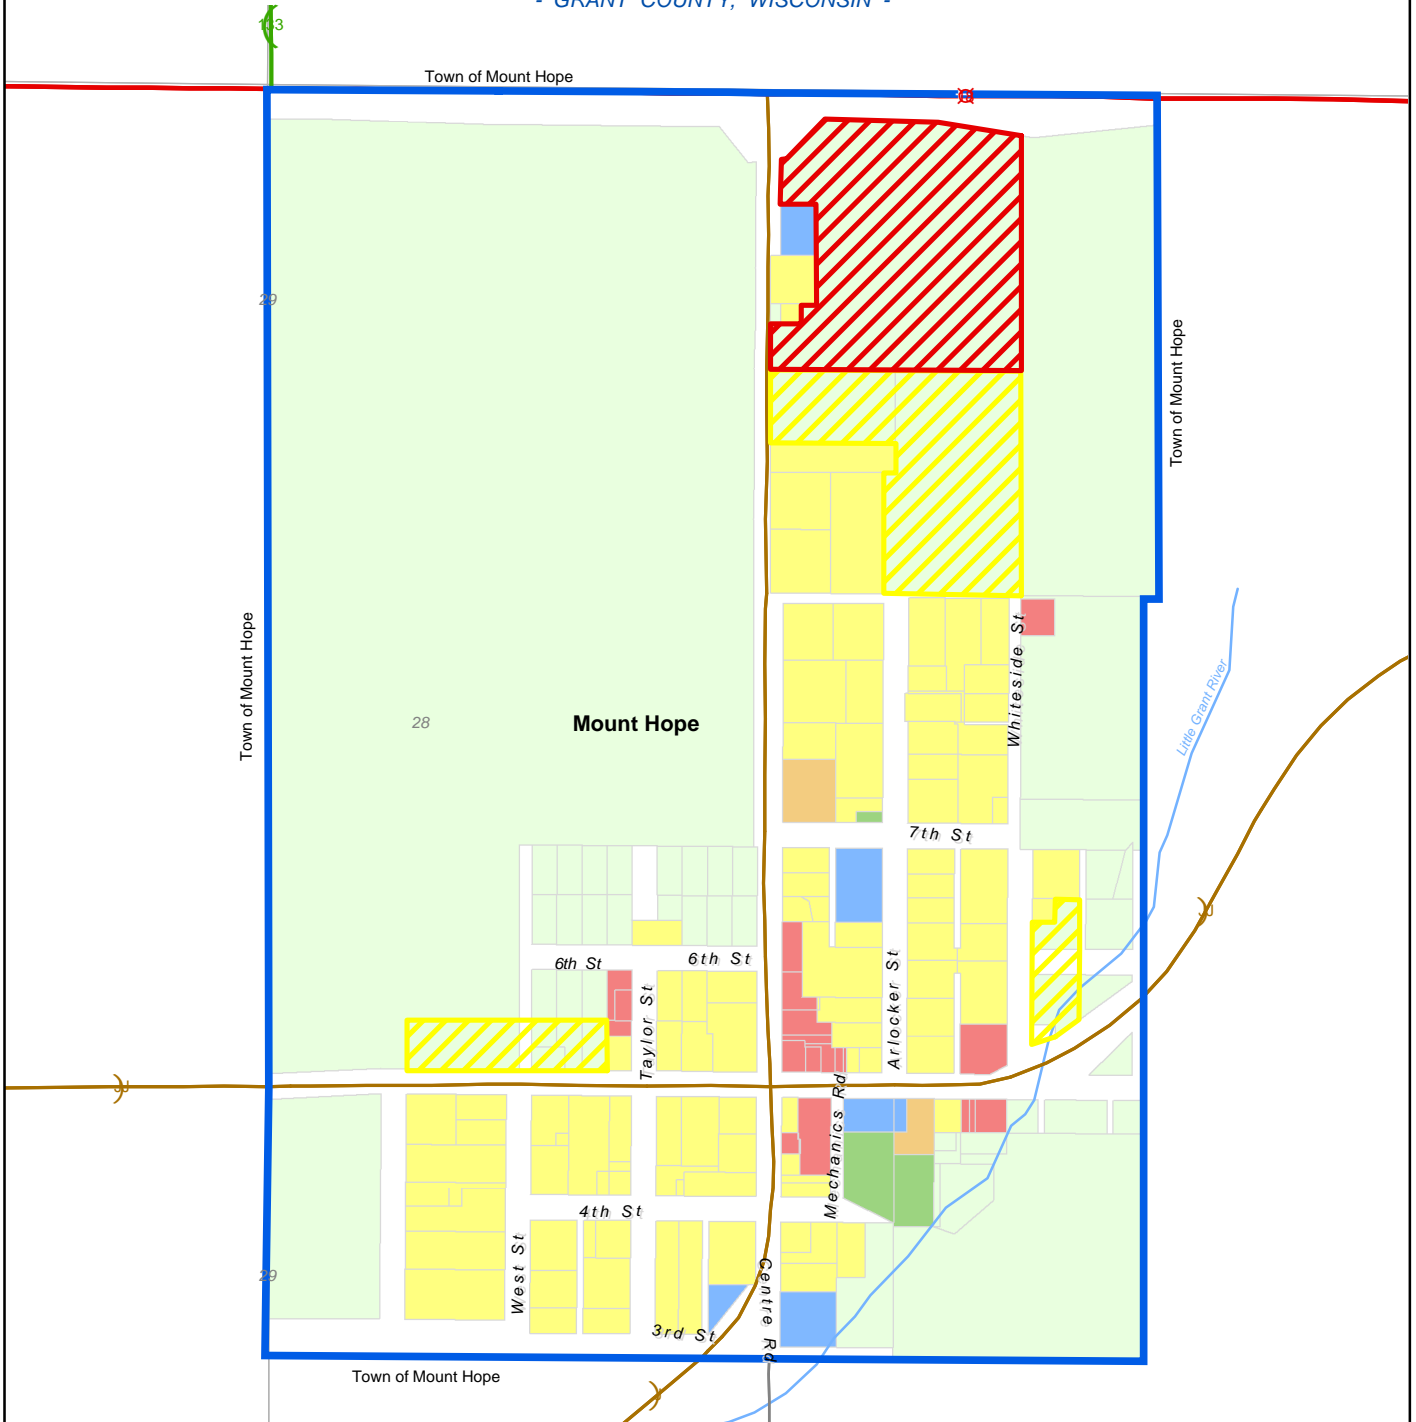 - GRANT COUNTY, WISCONSIN -
133
Town of Mount Hope
29
Town of Mount Hope
Whiteside St
Town of Mount Hope
28
Mount Hope
Little Grant River
7th St
J
6th St
6th St
Arlocker St
Taylor St
J
Mechanics Rd
4th St
West St
29
Centre Rd
3rd St
Town of Mount Hope
J